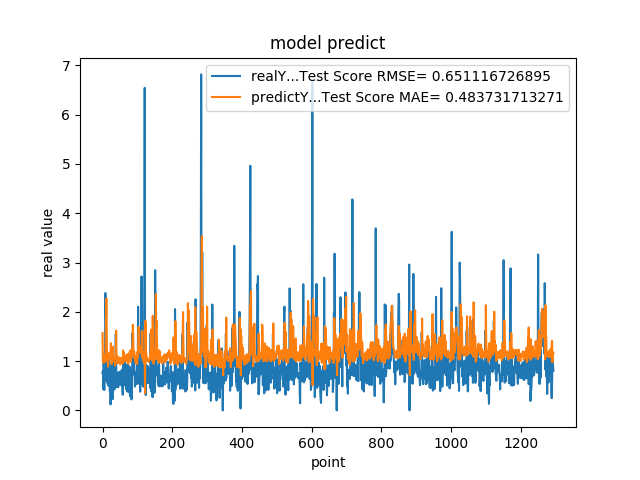 model predict
realY...Test Score RMSE= 0.651116726895
predictY...Test Score MAE= 0.483731713271
7
6
5
4
3
2
1
0
real value
0 200 400 600 800 1000 1200
point